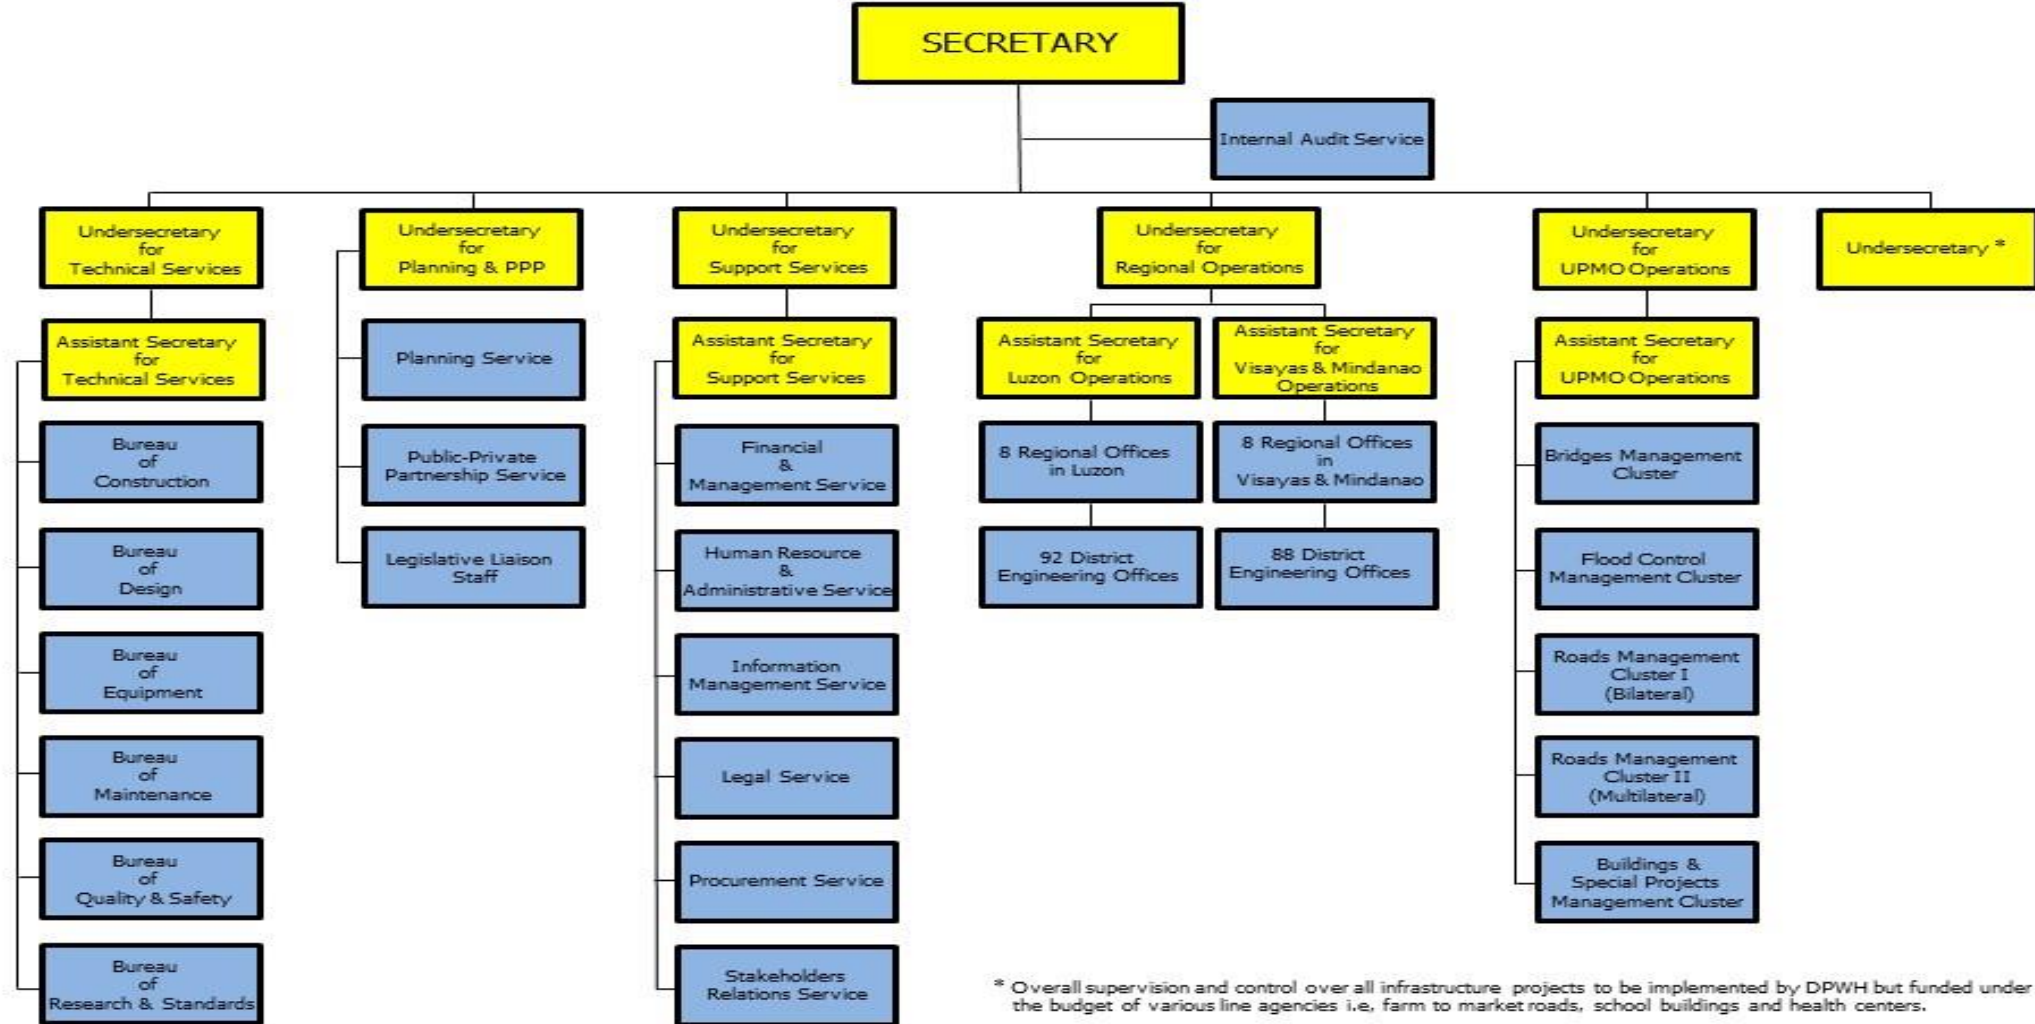 SECRETARY
Internal Audit Service
Undersecretary
for
Technical Services
Undersecretary
for
Planning & PPP
Undersecretary
for
Support Services
Undersecretary
for
Regional Operations
Undersecretary
for
UPMO Operations
Undersecretary *
Assistant Secretary
for
Technical Services
Planning Service
Assistant Secretary
for
Support Services
Assistant Secretary
for
Luzon Operations
Assistant Secretary
for
Visayas & Mindanao
Operations
Assistant Secretary
for
UPMO Operations
Bureau
of
Construction
Public-Private
Partnership Service
Financial
&
Management Service
8 Regional Offices
in Luzon
8 Regional Offices
in
Visayas & Mindanao
Bridges Management
Cluster
Bureau
of
Design
Legislative Liaison
Staff
Human Resource
&
Administrative Service
92 District
Engineering Offices
88 District
Engineering Offices
Flood Control
Management Cluster
Bureau
of
Equipment
Information
Management Service
Roads Management
Cluster I
(Bilateral)
Bureau
of
Maintenance
Legal Service
Roads Management
Cluster II
(Multilateral)
Bureau
of
Quality & Safety
Procurement Service
Buildings &
Special Projects
Management Cluster
Bureau
of
Research & Standards
Stakeholders
Relations Service
* Overall supervision and control over all infrastructure projects to be implemented by DPWH but funded under
the budget of various line agencies i.e, farm to market roads, school buildings and health centers.